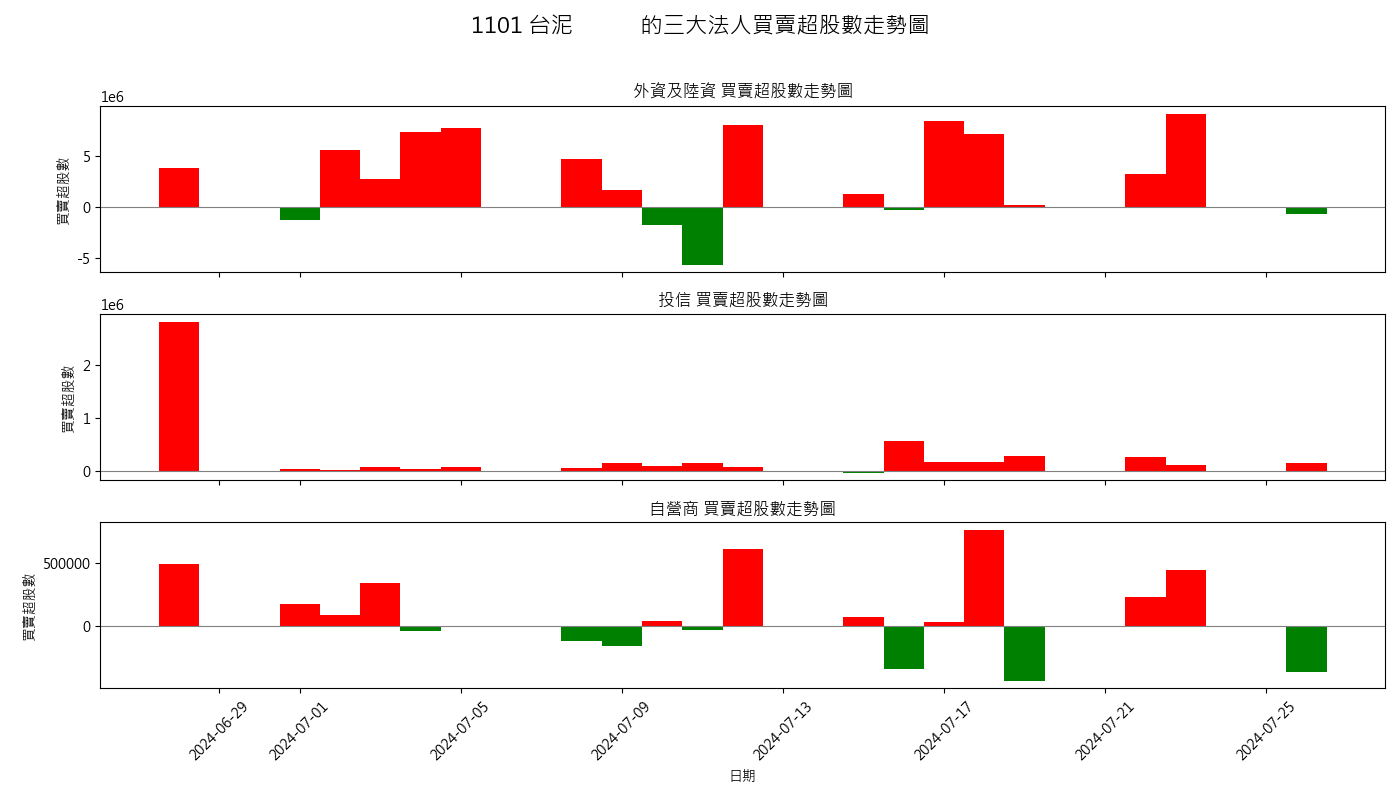 1101 台泥 的三大法人買賣超股數走勢圖
外資及陸資 買賣超股數走勢圖
1e6
買賣超股數
5
0
-5
投信 買賣超股數走勢圖
1e6
買賣超股數
2
1
0
自營商 買賣超股數走勢圖
買賣超股數
500000
0
2024-06-29
2024-07-01
2024-07-05
2024-07-09
2024-07-13
2024-07-17
2024-07-21
2024-07-25
日期